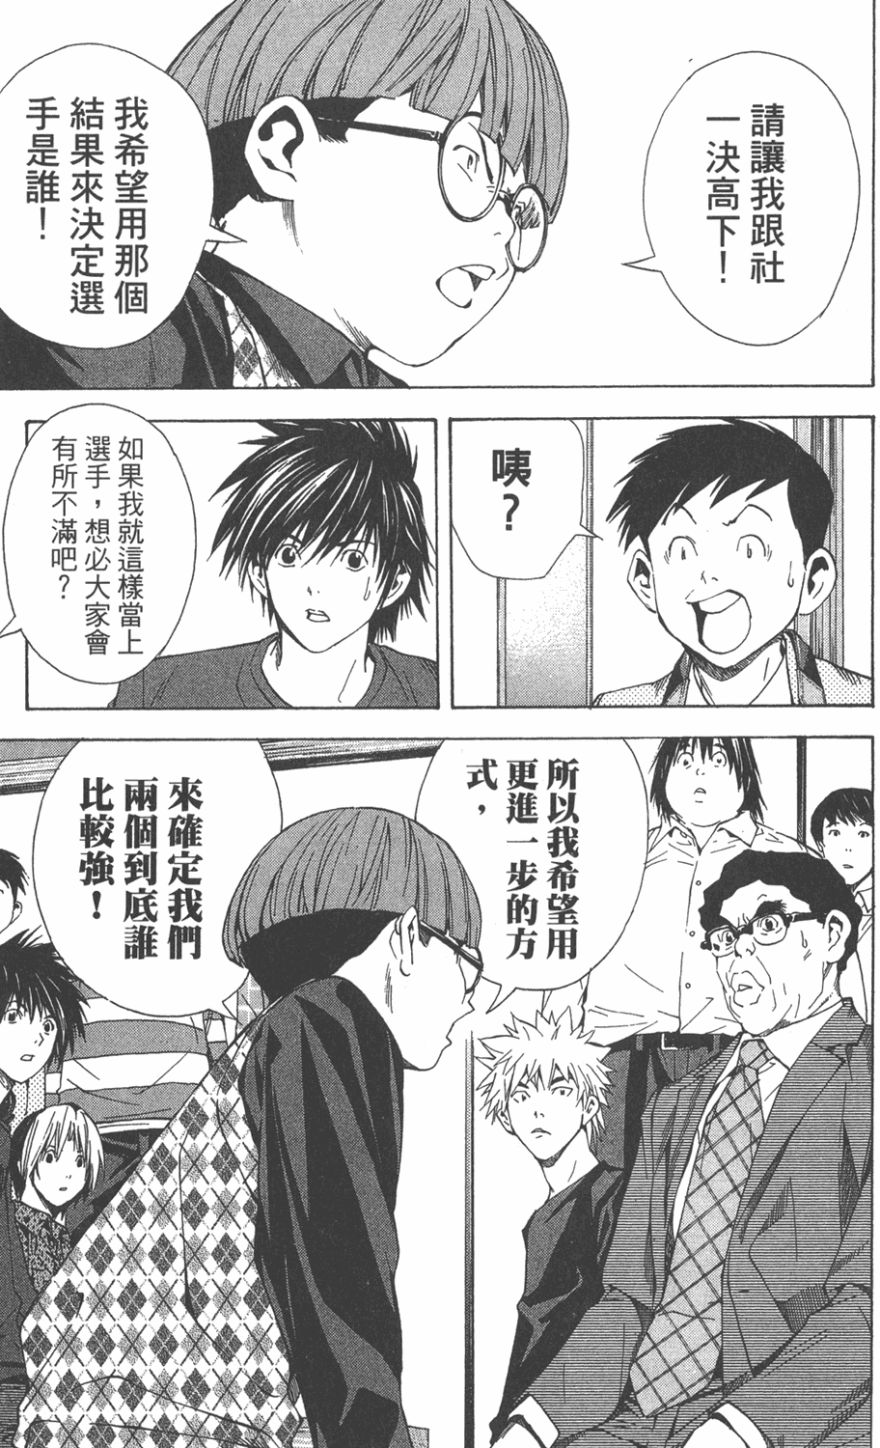 請讓我跟社
一決高下！
我希望用那個
結果來決定選
手是誰！
咦？
如果我就這樣當上
選手，想必大家會
有所不滿吧？
所以我希望用
更進一步的方
式，
來確定我們
兩個到底誰
比較強！